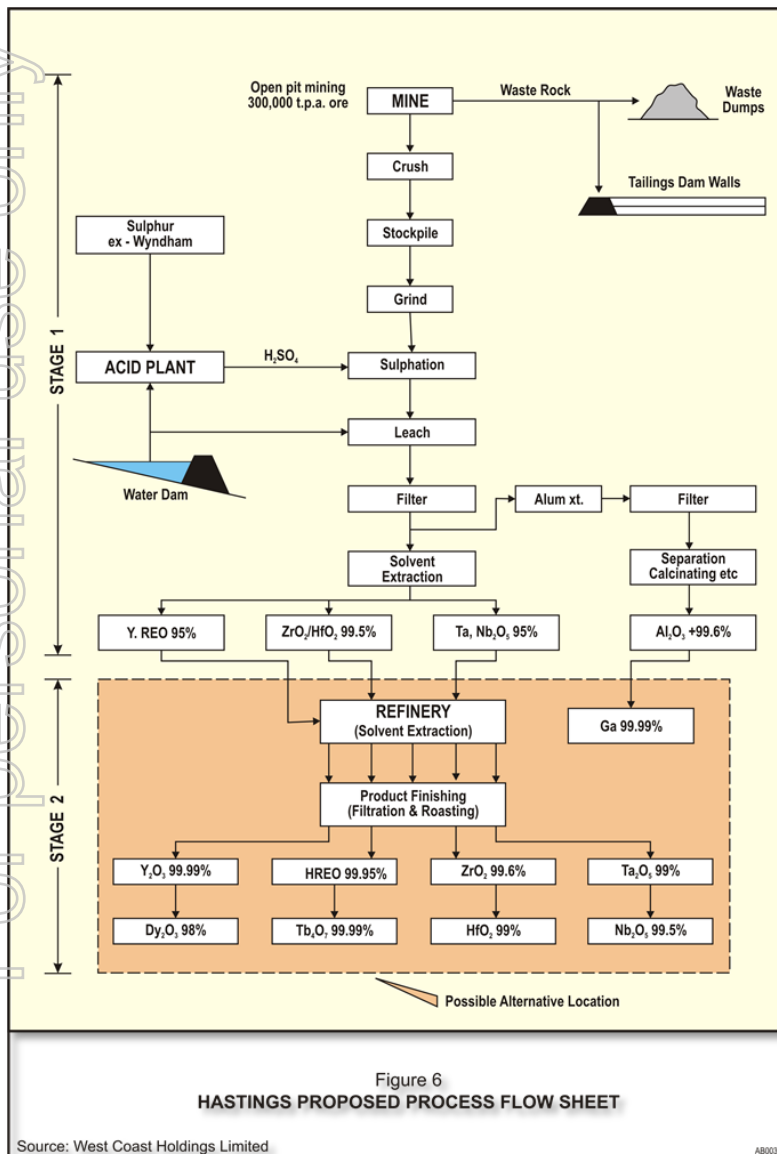 For personal use only
Open pit mining
300,000 t.p.a. ore
MINE
Waste Rock
Waste
Dumps
Crush
Tailings Dam Walls
Sulphur
ex - Wyndham
Stockpile
Grind
STAGE 1
ACID PLANT
H₂SO₄
Sulphation
Leach
Water Dam
Filter
Alum xt.
Filter
Solvent
Extraction
Separation
Calcinating etc
Y. REO 95%
ZrO₂/HfO₂ 99.5%
Ta, Nb₂O₅ 95%
Al₂O₃ +99.6%
STAGE 2
REFINERY
(Solvent Extraction)
Ga 99.99%
Product Finishing
(Filtration & Roasting)
Y₂O₃ 99.99%
HREO 99.95%
ZrO₂ 99.6%
Ta₂O₅ 99%
Dy₂O₃ 98%
Tb₄O₇ 99.99%
HfO₂ 99%
Nb₂O₅ 99.5%
Possible Alternative Location
Figure 6
HASTINGS PROPOSED PROCESS FLOW SHEET
Source: West Coast Holdings Limited
AB003